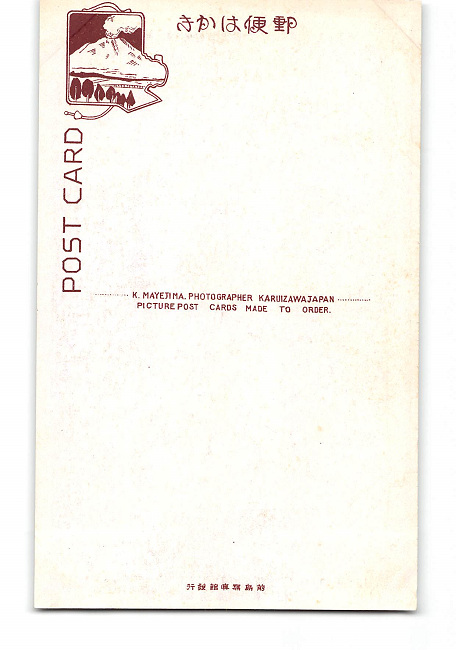 郵便はかき
POST CARD
K. MAYEJIMA. PHOTOGRAPHER KARUIZAWA JAPAN
PICTURE POST CARDS MADE TO ORDER.
前島寫眞館發行